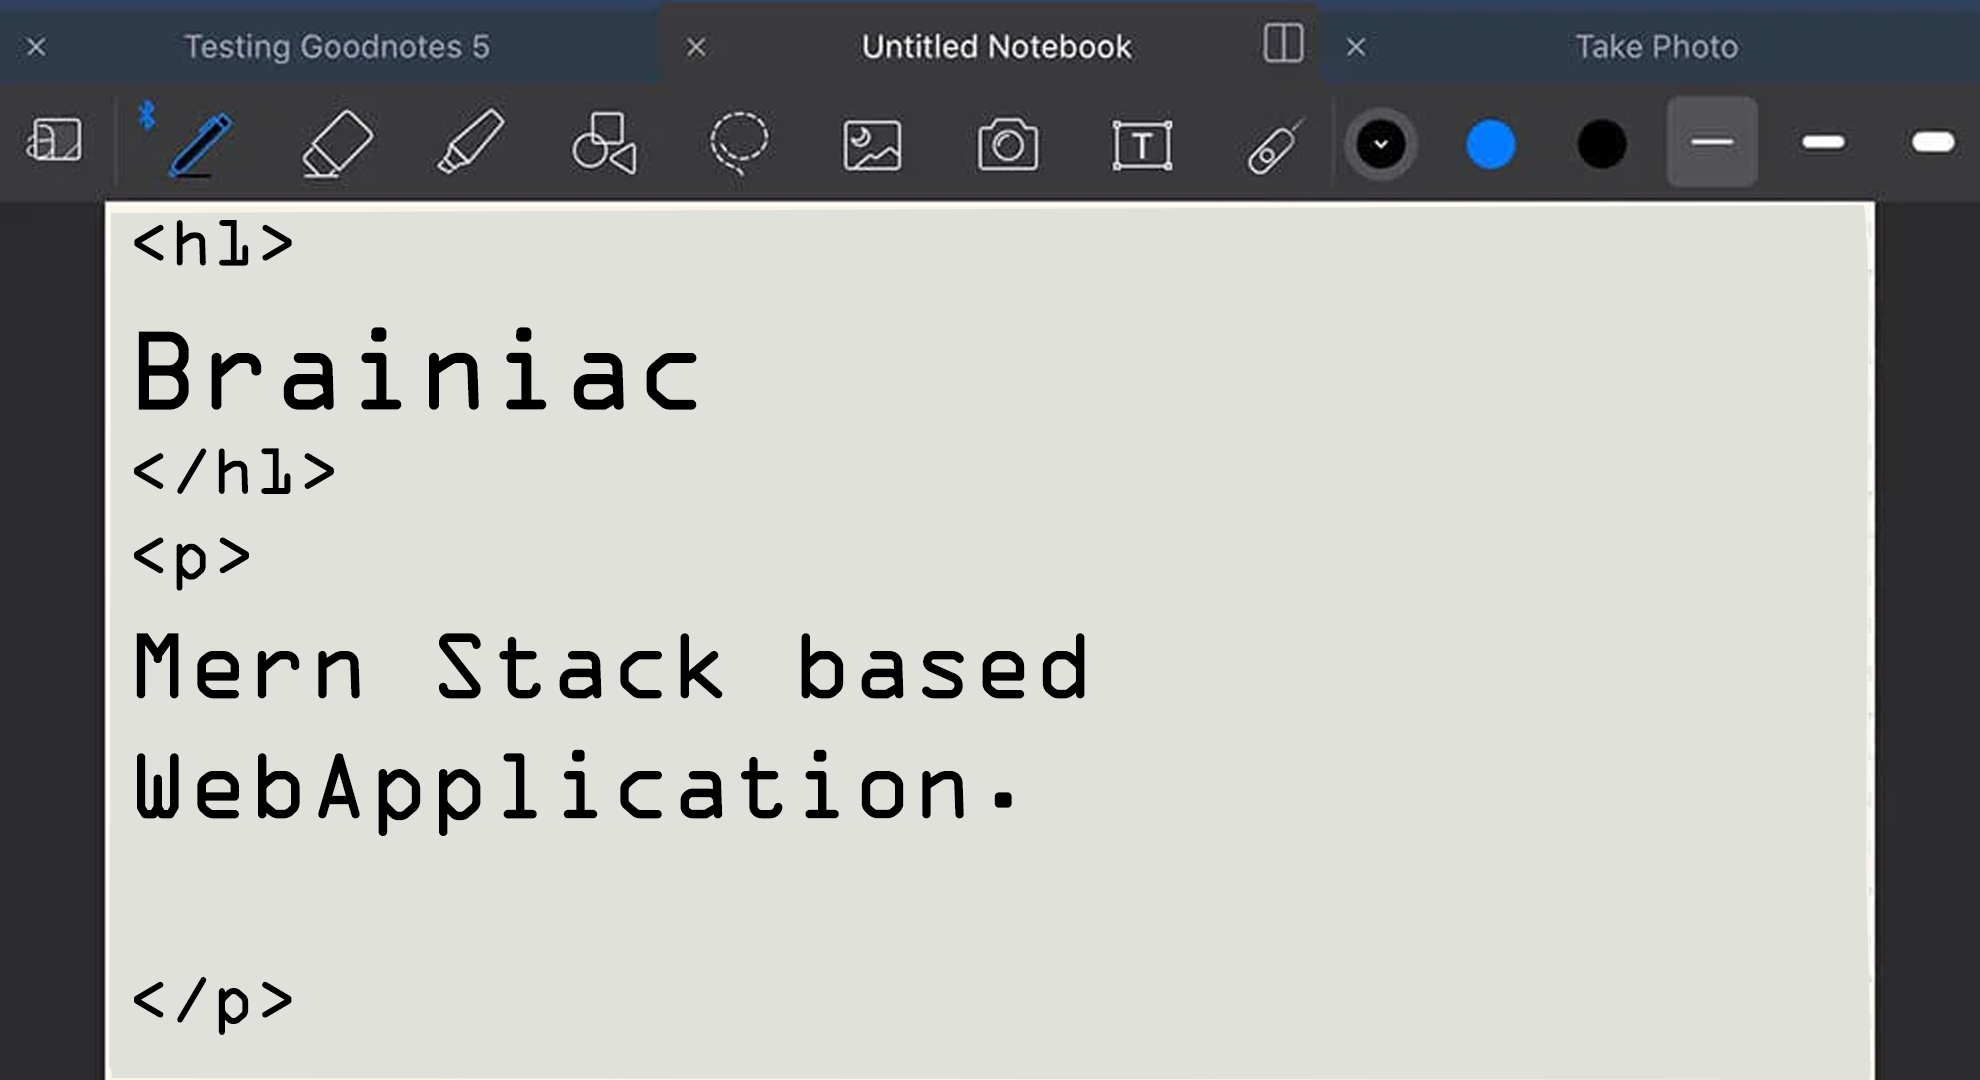 Testing Goodnotes 5 Untitled Notebook Take Photo
<h1>
Brainiac
</h1>
<p>
Mern Stack based
WebApplication.
</p>